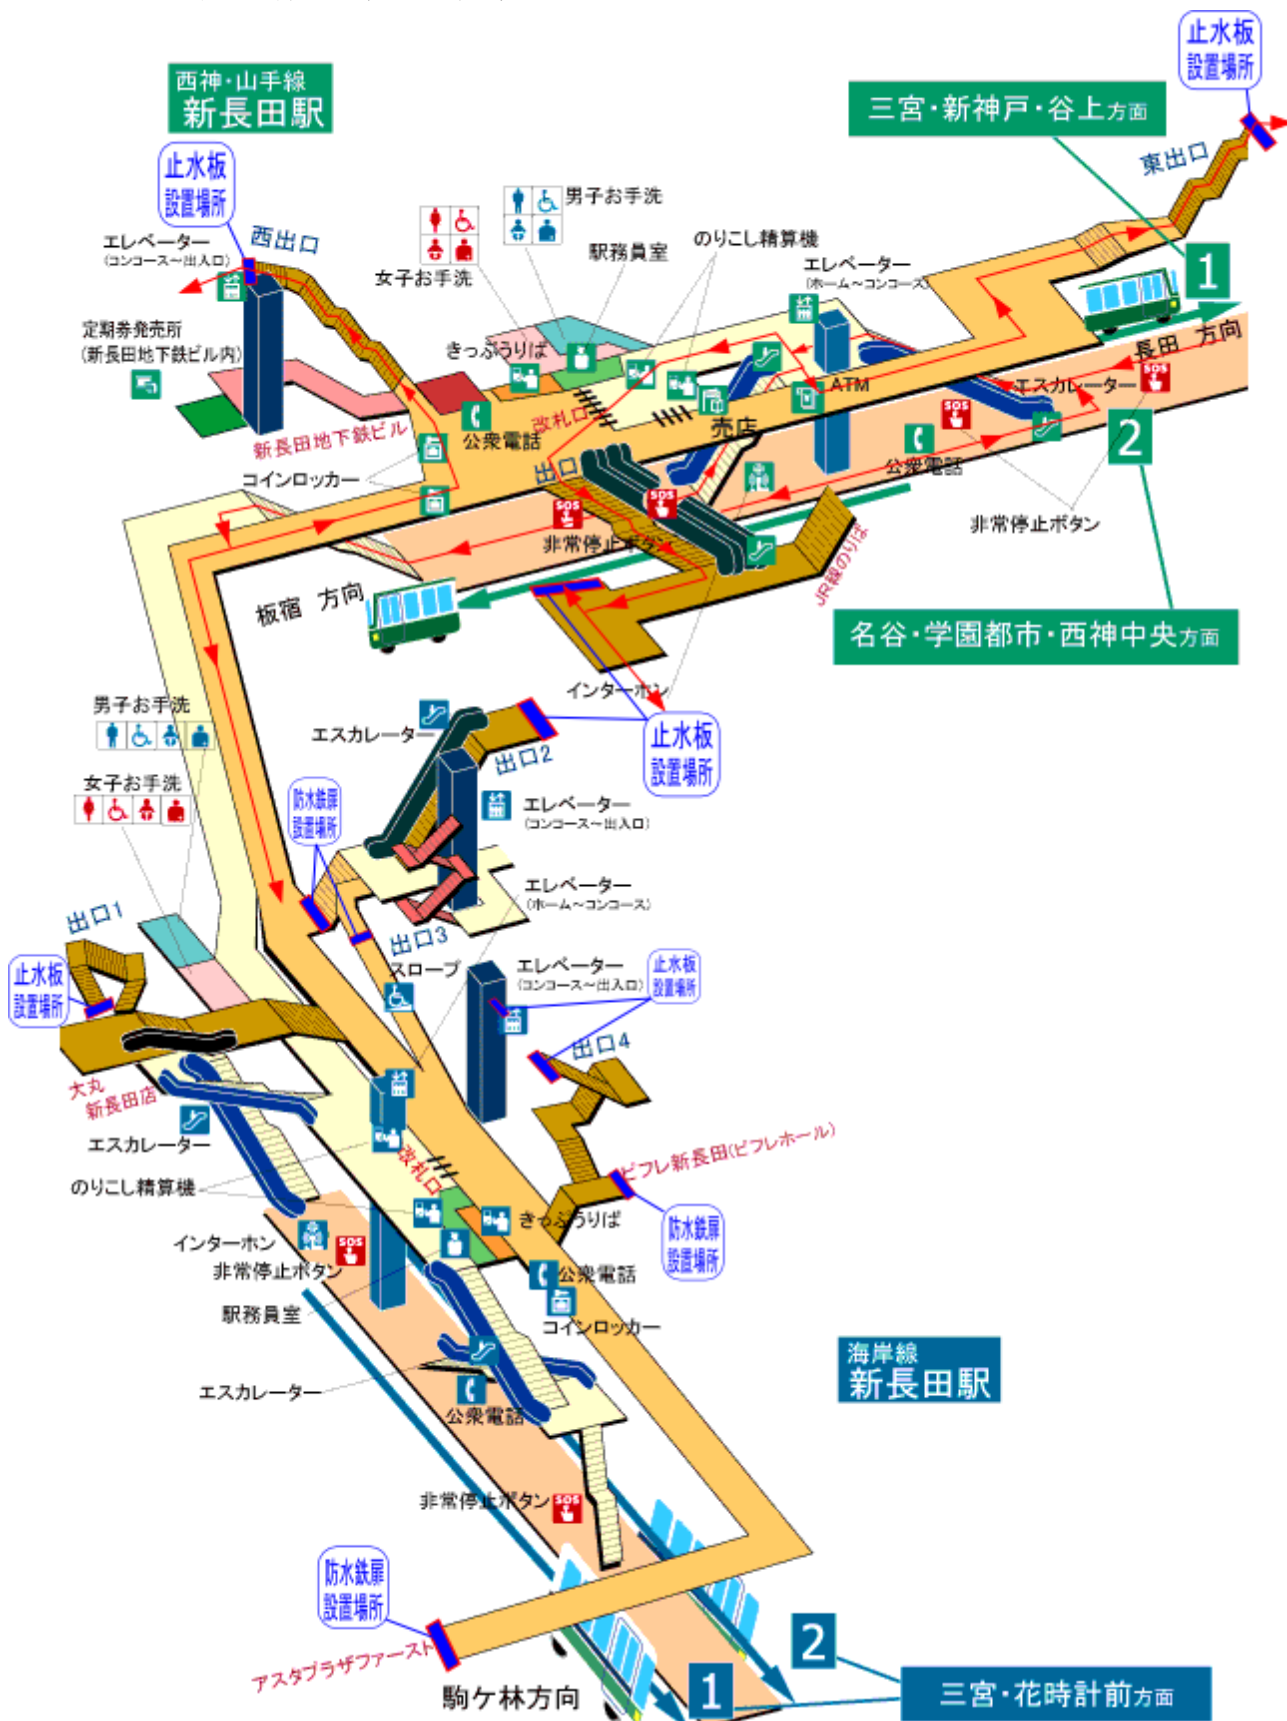 止水板
設置場所
西神・山手線
新長田駅
三宮・新神戸・谷上方面
東出口
止水板
設置場所
男子お手洗
西出口
エレベーター
(コンコース～出入口)
駅務員室
のりこし精算機
エレベーター
(ホーム～コンコース)
女子お手洗
1
定期券発売所
(新長田地下鉄ビル内)
きっぷうりば
長田 方向
エスカレーター
SOS
ATM
SOS
改札口
売店
新長田地下鉄ビル
公衆電話
2
公衆電話
コインロッカー
出口
SOS
SOS
非常停止ボタン
非常停止ボタン
JR線のりば
板宿 方向
名谷・学園都市・西神中央方面
インターホン
男子お手洗
エスカレーター
止水板
設置場所
出口2
女子お手洗
防水鉄扉
設置場所
エレベーター
(コンコース～出入口)
エレベーター
(ホーム～コンコース)
出口1
出口3
スロープ
エレベーター
(コンコース～出入口)
止水板
設置場所
止水板
設置場所
出口4
大丸
新長田店
エスカレーター
ピフレ新長田(ピフレホール)
改札口
のりこし精算機
きっぷうりば
インターホン
SOS
非常停止ボタン
防水鉄扉
設置場所
公衆電話
駅務員室
コインロッカー
海岸線
新長田駅
エスカレーター
公衆電話
非常停止ボタン
SOS
防水鉄扉
設置場所
アスタプラザファースト
2
駒ケ林方向
1
三宮・花時計前方面